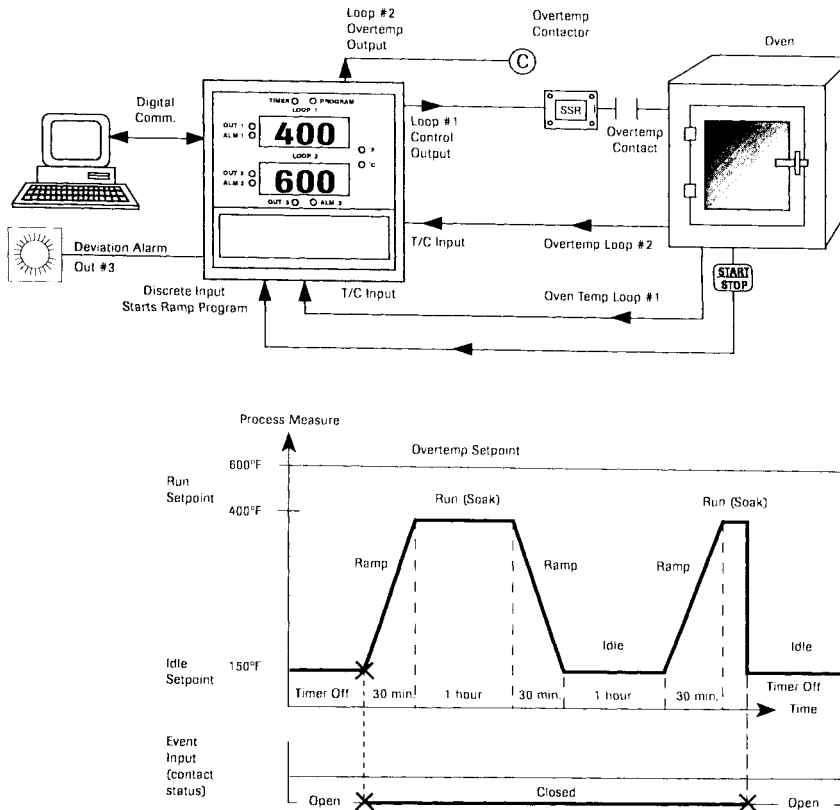 Loop #2
Overtemp
Output
Overtemp
Contactor
C
Oven
Digital
Comm.
TIMER PROGRAM
LOOP 1
OUT 1
ALM 1
400
LOOP 2
°F
°C
OUT 2
ALM 2
600
OUT 3 ALM 3
Loop #1
Control
Output
SSR
Overtemp
Contact
T/C Input
Overtemp Loop #2
Deviation Alarm
Out #3
Discrete Input
Starts Ramp Program
T/C Input
Oven Temp Loop #1
START
STOP
Process Measure
600°F
Overtemp Setpoint
Run
Setpoint
400°F
Run (Soak)
Run (Soak)
Ramp
Ramp
Ramp
Idle
Idle
Idle
Setpoint
150°F
Timer Off
30 min.
1 hour
30 min.
1 hour
30 min.
Timer Off
Time
Event
Input
(contact
status)
Open
Closed
Open